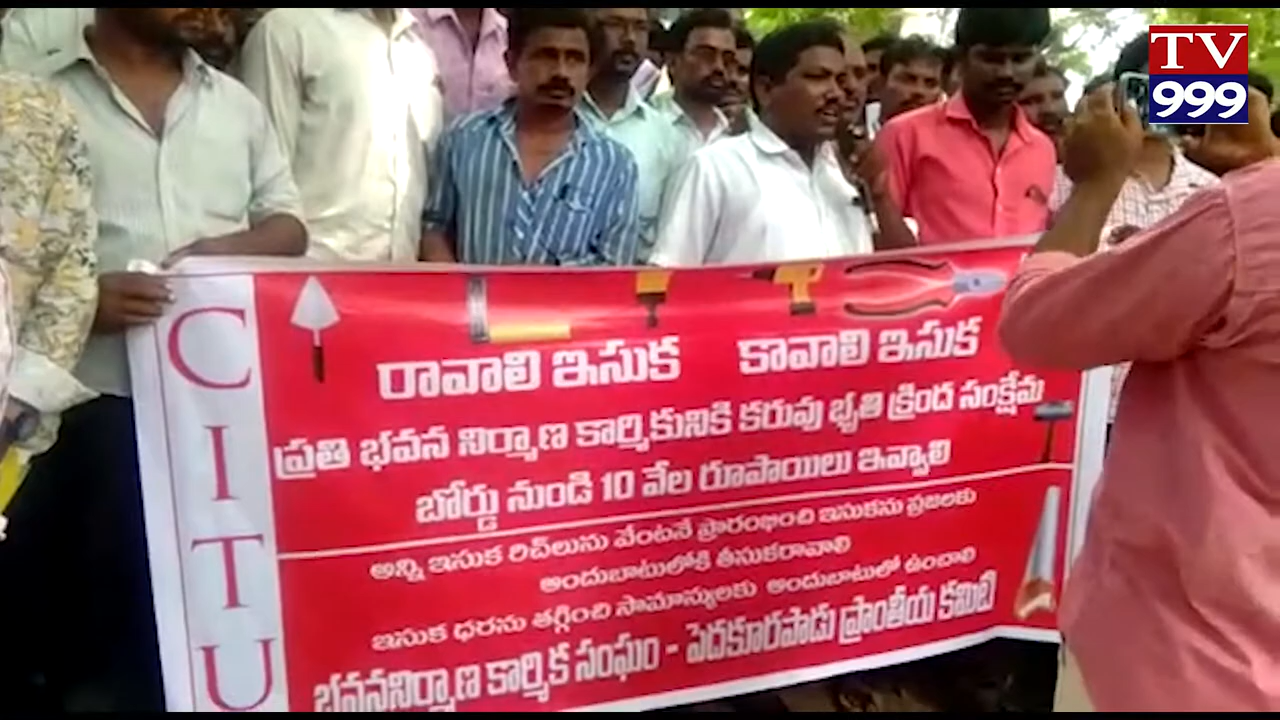 TV
999
CITU
రావాలి ఇసుక కావాలి ఇసుక
ప్రతి భవన నిర్మాణ కార్మికునికి కరువు భృతి క్రింద సంక్షేమ
బోర్డు నుండి 10 వేల రూపాయిలు ఇవ్వాలి
అన్ని ఇసుక రిచ్‌లును వేంటనే ప్రారంభించి ఇసుకను ప్రజలకు
అందుబాటులోకి తీసుకరావాలి
ఇసుక ధరను తగ్గించి సామాన్యులకు అందుబాటులో ఉందాలి
భవననిర్మాణ కార్మిక సంఘం - పెదకూరపాడు ప్రాంతీయ కమిటి